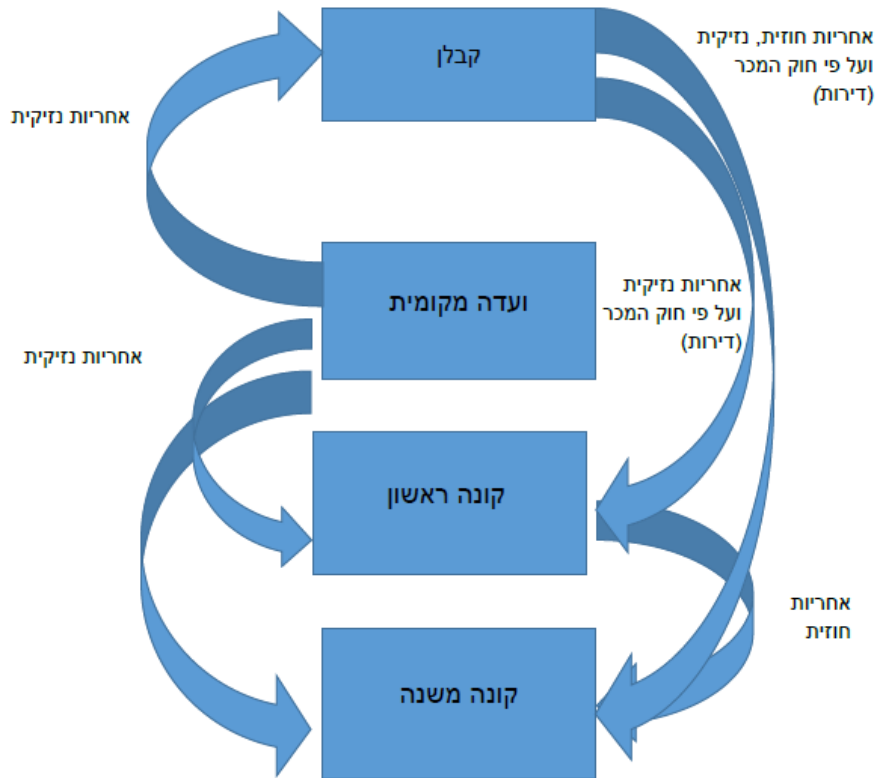 קבלן
אחריות חוזית, נזיקית
ועל פי חוק המכר
(דירות)
אחריות נזיקית
ועדה מקומית
אחריות נזיקית
ועל פי חוק המכר
(דירות)
אחריות נזיקית
קונה ראשון
אחריות
חוזית
קונה משנה